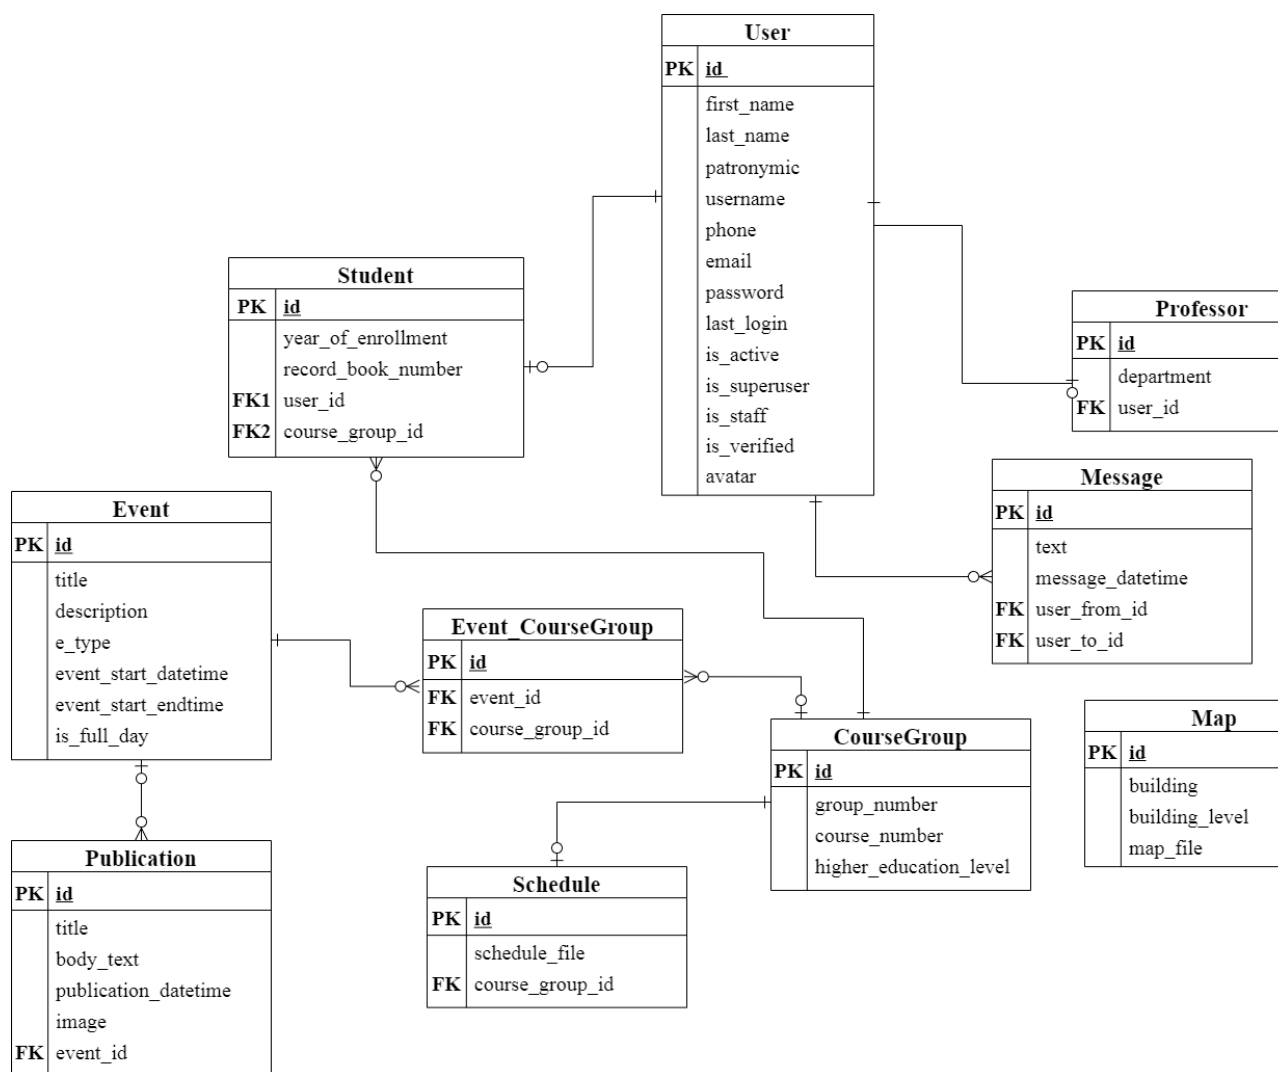 User
PK id
first_name
last_name
patronymic
username
phone
email
password
last_login
is_active
is_superuser
is_staff
is_verified
avatar
Student
PK id
year_of_enrollment
record_book_number
FK1 user_id
FK2 course_group_id
Professor
PK id
department
FK user_id
Message
PK id
text
message_datetime
FK user_from_id
FK user_to_id
Event
PK id
title
description
e_type
event_start_datetime
event_start_endtime
is_full_day
Event_CourseGroup
PK id
FK event_id
FK course_group_id
CourseGroup
PK id
group_number
course_number
higher_education_level
Map
PK id
building
building_level
map_file
Publication
PK id
title
body_text
publication_datetime
image
FK event_id
Schedule
PK id
schedule_file
FK course_group_id